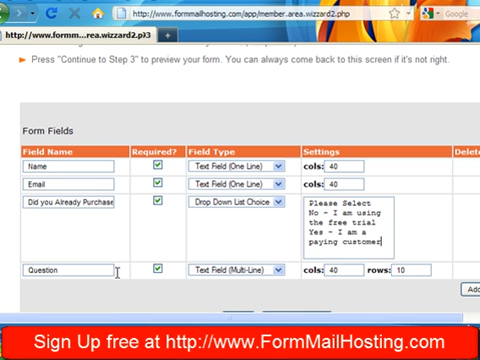 http://www.formmailhosting.com/app/member.area.wizzard2.php
Google
http://www.formm...rea.wizzard2.p
Press "Continue to Step 3" to preview your form. You can always come back to this screen if it's not right.
Form Fields
Field Name Required? Field Type Settings Delete
Name Text Field (One Line) cols: 40
Email Text Field (One Line) cols: 40
Did you Already Purchase Drop Down List Choice Please Select
No - I am using
the free trial
Yes - I am a
paying customer
Question Text Field (Multi-Line) cols: 40 rows: 10
Add
Sign Up free at http://www.FormMailHosting.com